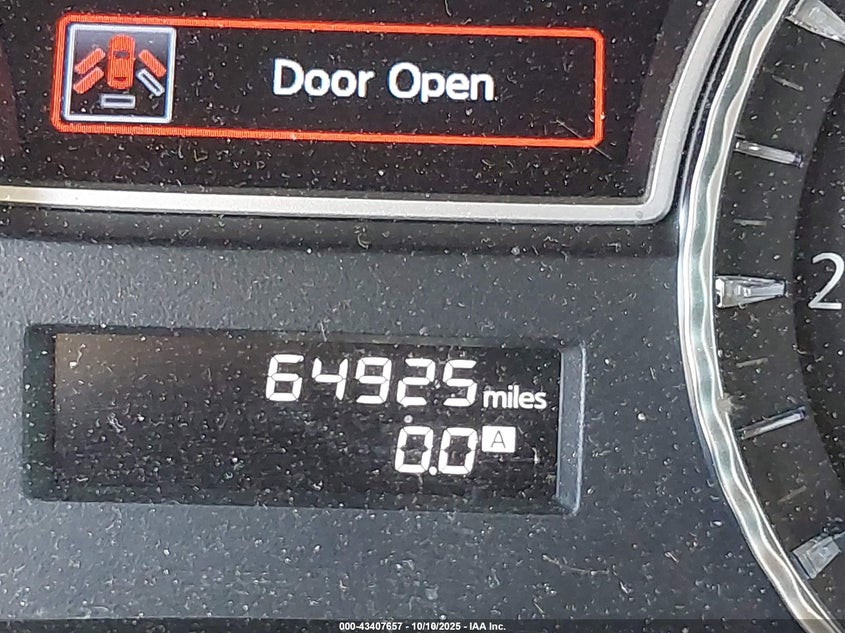 Door Open
2
64925 miles
0.0 A
000-43407657 - 10/10/2025 - IAA Inc.